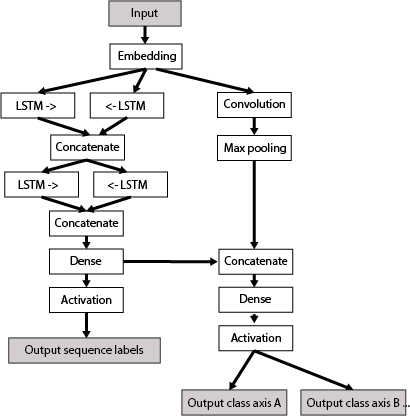 Input
Embedding
LSTM ->
<- LSTM
Convolution
Concatenate
Max pooling
LSTM ->
<- LSTM
Concatenate
Dense
Concatenate
Activation
Dense
Activation
Output sequence labels
Output class axis A
Output class axis B ...